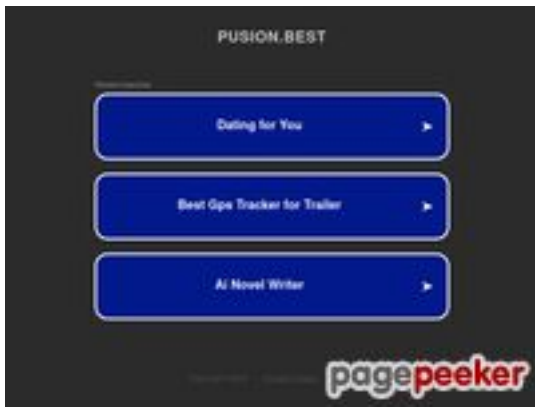 PUSION.BEST
Dating for You
Best Gps Tracker for Trailer
Ai Novel Writer
pagepeeker